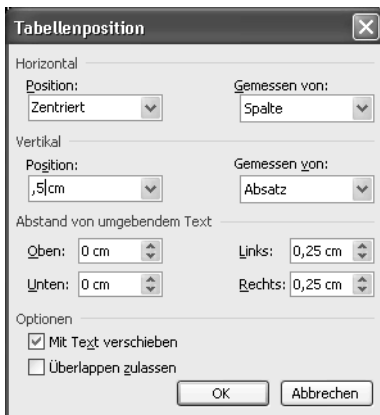 Tabellenposition
Horizontal
Position: Gemessen von:
Zentriert Spalte
Vertikal
Position: Gemessen von:
,5cm Absatz
Abstand von umgebendem Text
Oben: 0 cm Links: 0,25 cm
Unten: 0 cm Rechts: 0,25 cm
Optionen
Mit Text verschieben
Überlappen zulassen
OK Abbrechen